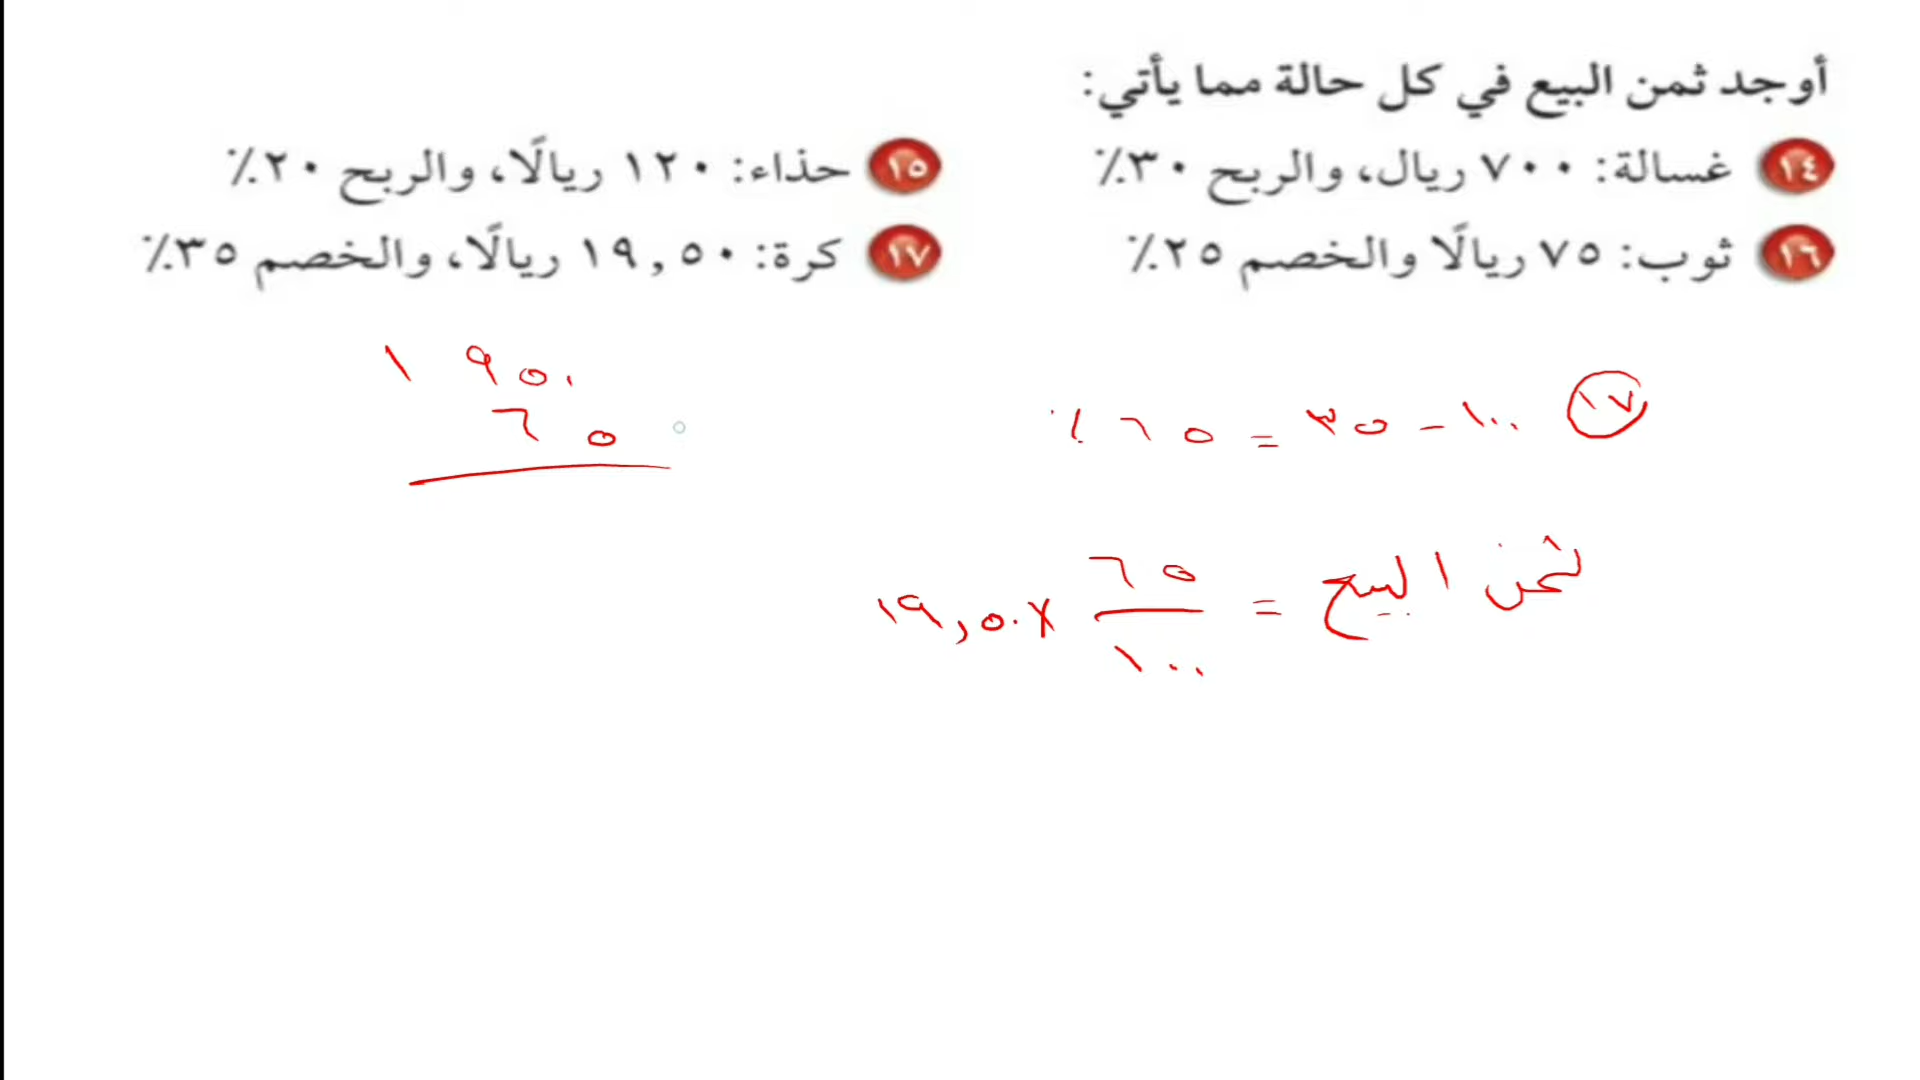 أوجد ثمن البيع في كل حالة مما يأتي:
١٤ غسالة: ٧٠٠ ريال، والربح ٣٠٪
١٥ حذاء: ١٢٠ ريالًا، والربح ٢٠٪
١٦ ثوب: ٧٥ ريالًا والخصم ٢٥٪
١٧ كرة: ١٩,٥٠ ريالًا، والخصم ٣٥٪
١٧ ١٠٠ - ٣٥ = ٦٥ ٪
ثمن البيع = ٦٥ / ١٠٠ × ١٩,٥٠
١٩٥٠
٦٥